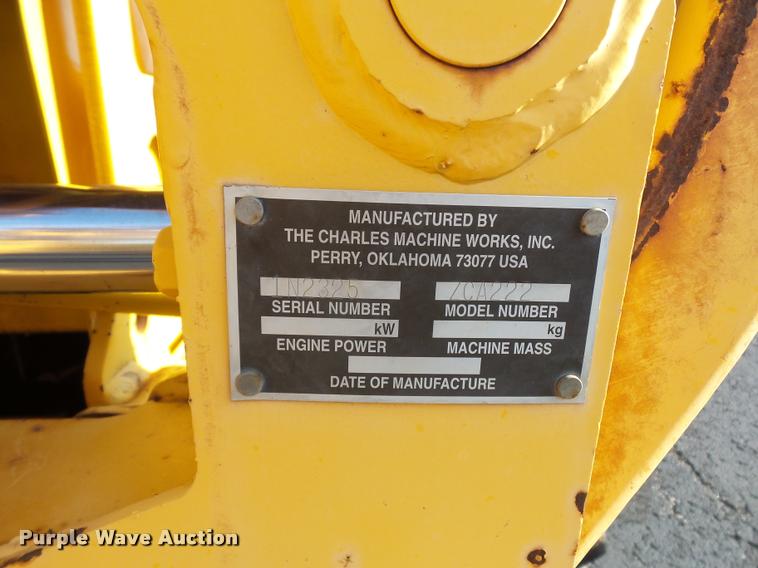 MANUFACTURED BY
THE CHARLES MACHINE WORKS, INC.
PERRY, OKLAHOMA 73077 USA
1N2325 7CA222
SERIAL NUMBER MODEL NUMBER
kW kg
ENGINE POWER MACHINE MASS
DATE OF MANUFACTURE
Purple Wave Auction